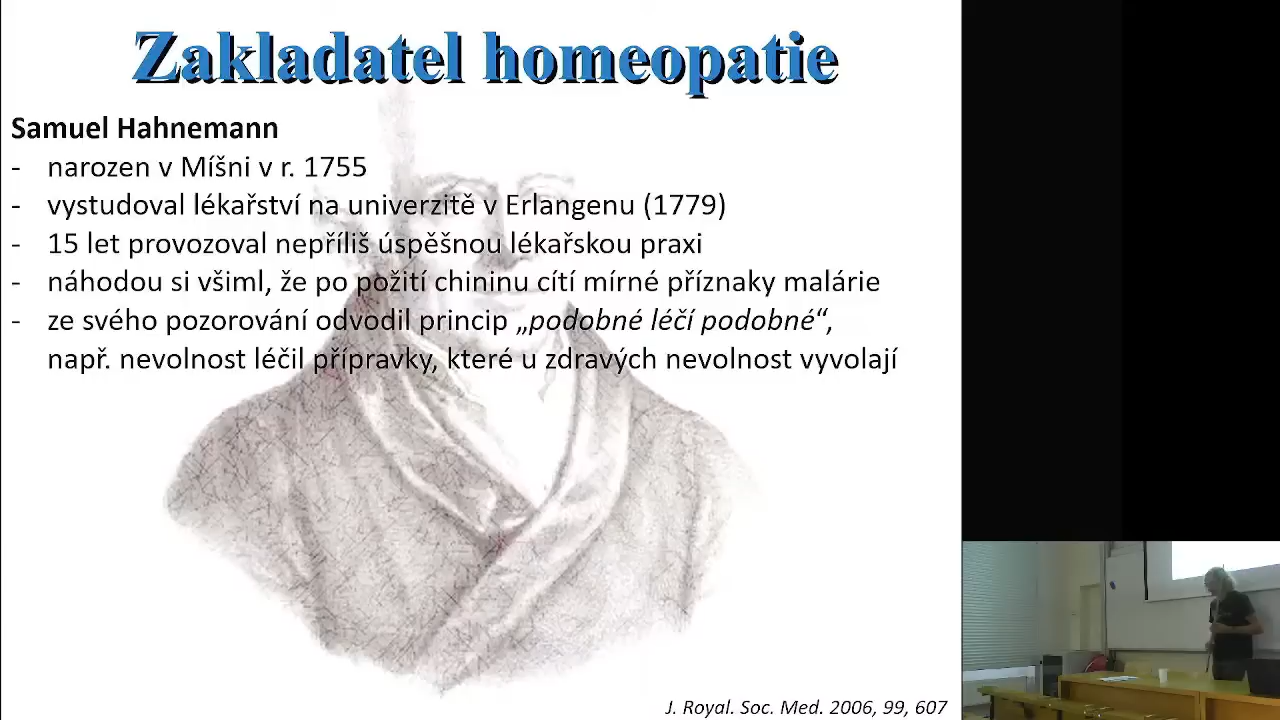 Zakladatel homeopatie
Samuel Hahnemann
- narozen v Míšni v r. 1755
- vystudoval lékařství na univerzitě v Erlangenu (1779)
- 15 let provozoval nepříliš úspěšnou lékařskou praxi
- náhodou si všiml, že po požití chininu cítí mírné příznaky malárie
- ze svého pozorování odvodil princip „podobné léčí podobné“,
např. nevolnost léčil přípravky, které u zdravých nevolnost vyvolají
J. Royal. Soc. Med. 2006, 99, 607